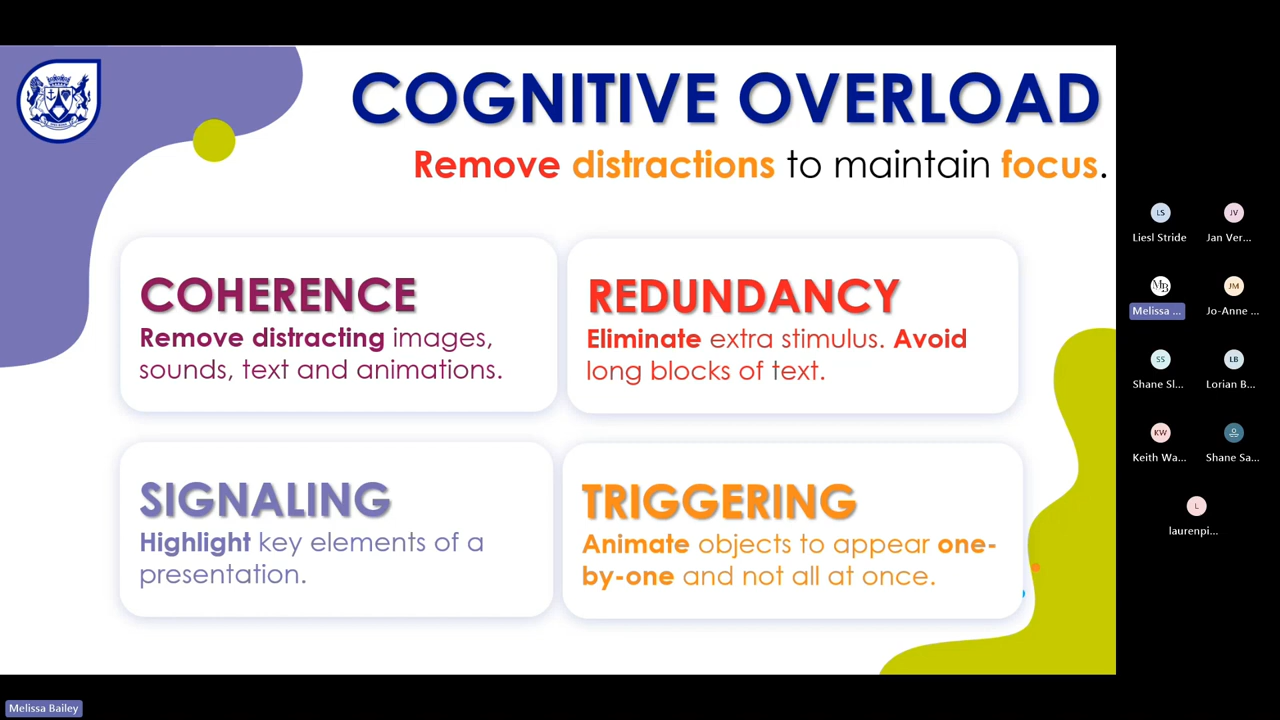 COGNITIVE OVERLOAD
Remove distractions to maintain focus.
COHERENCE
Remove distracting images,
sounds, text and animations.
REDUNDANCY
Eliminate extra stimulus. Avoid
long blocks of text.
SIGNALING
Highlight key elements of a
presentation.
TRIGGERING
Animate objects to appear one-
by-one and not all at once.
LS
Liesl Stride
JV
Jan Ver...
MB
Melissa ...
JM
Jo-Anne ...
SS
Shane Sl...
LB
Lorian B...
KW
Keith Wa...
Shane Sa...
L
laurenpi...
Melissa Bailey